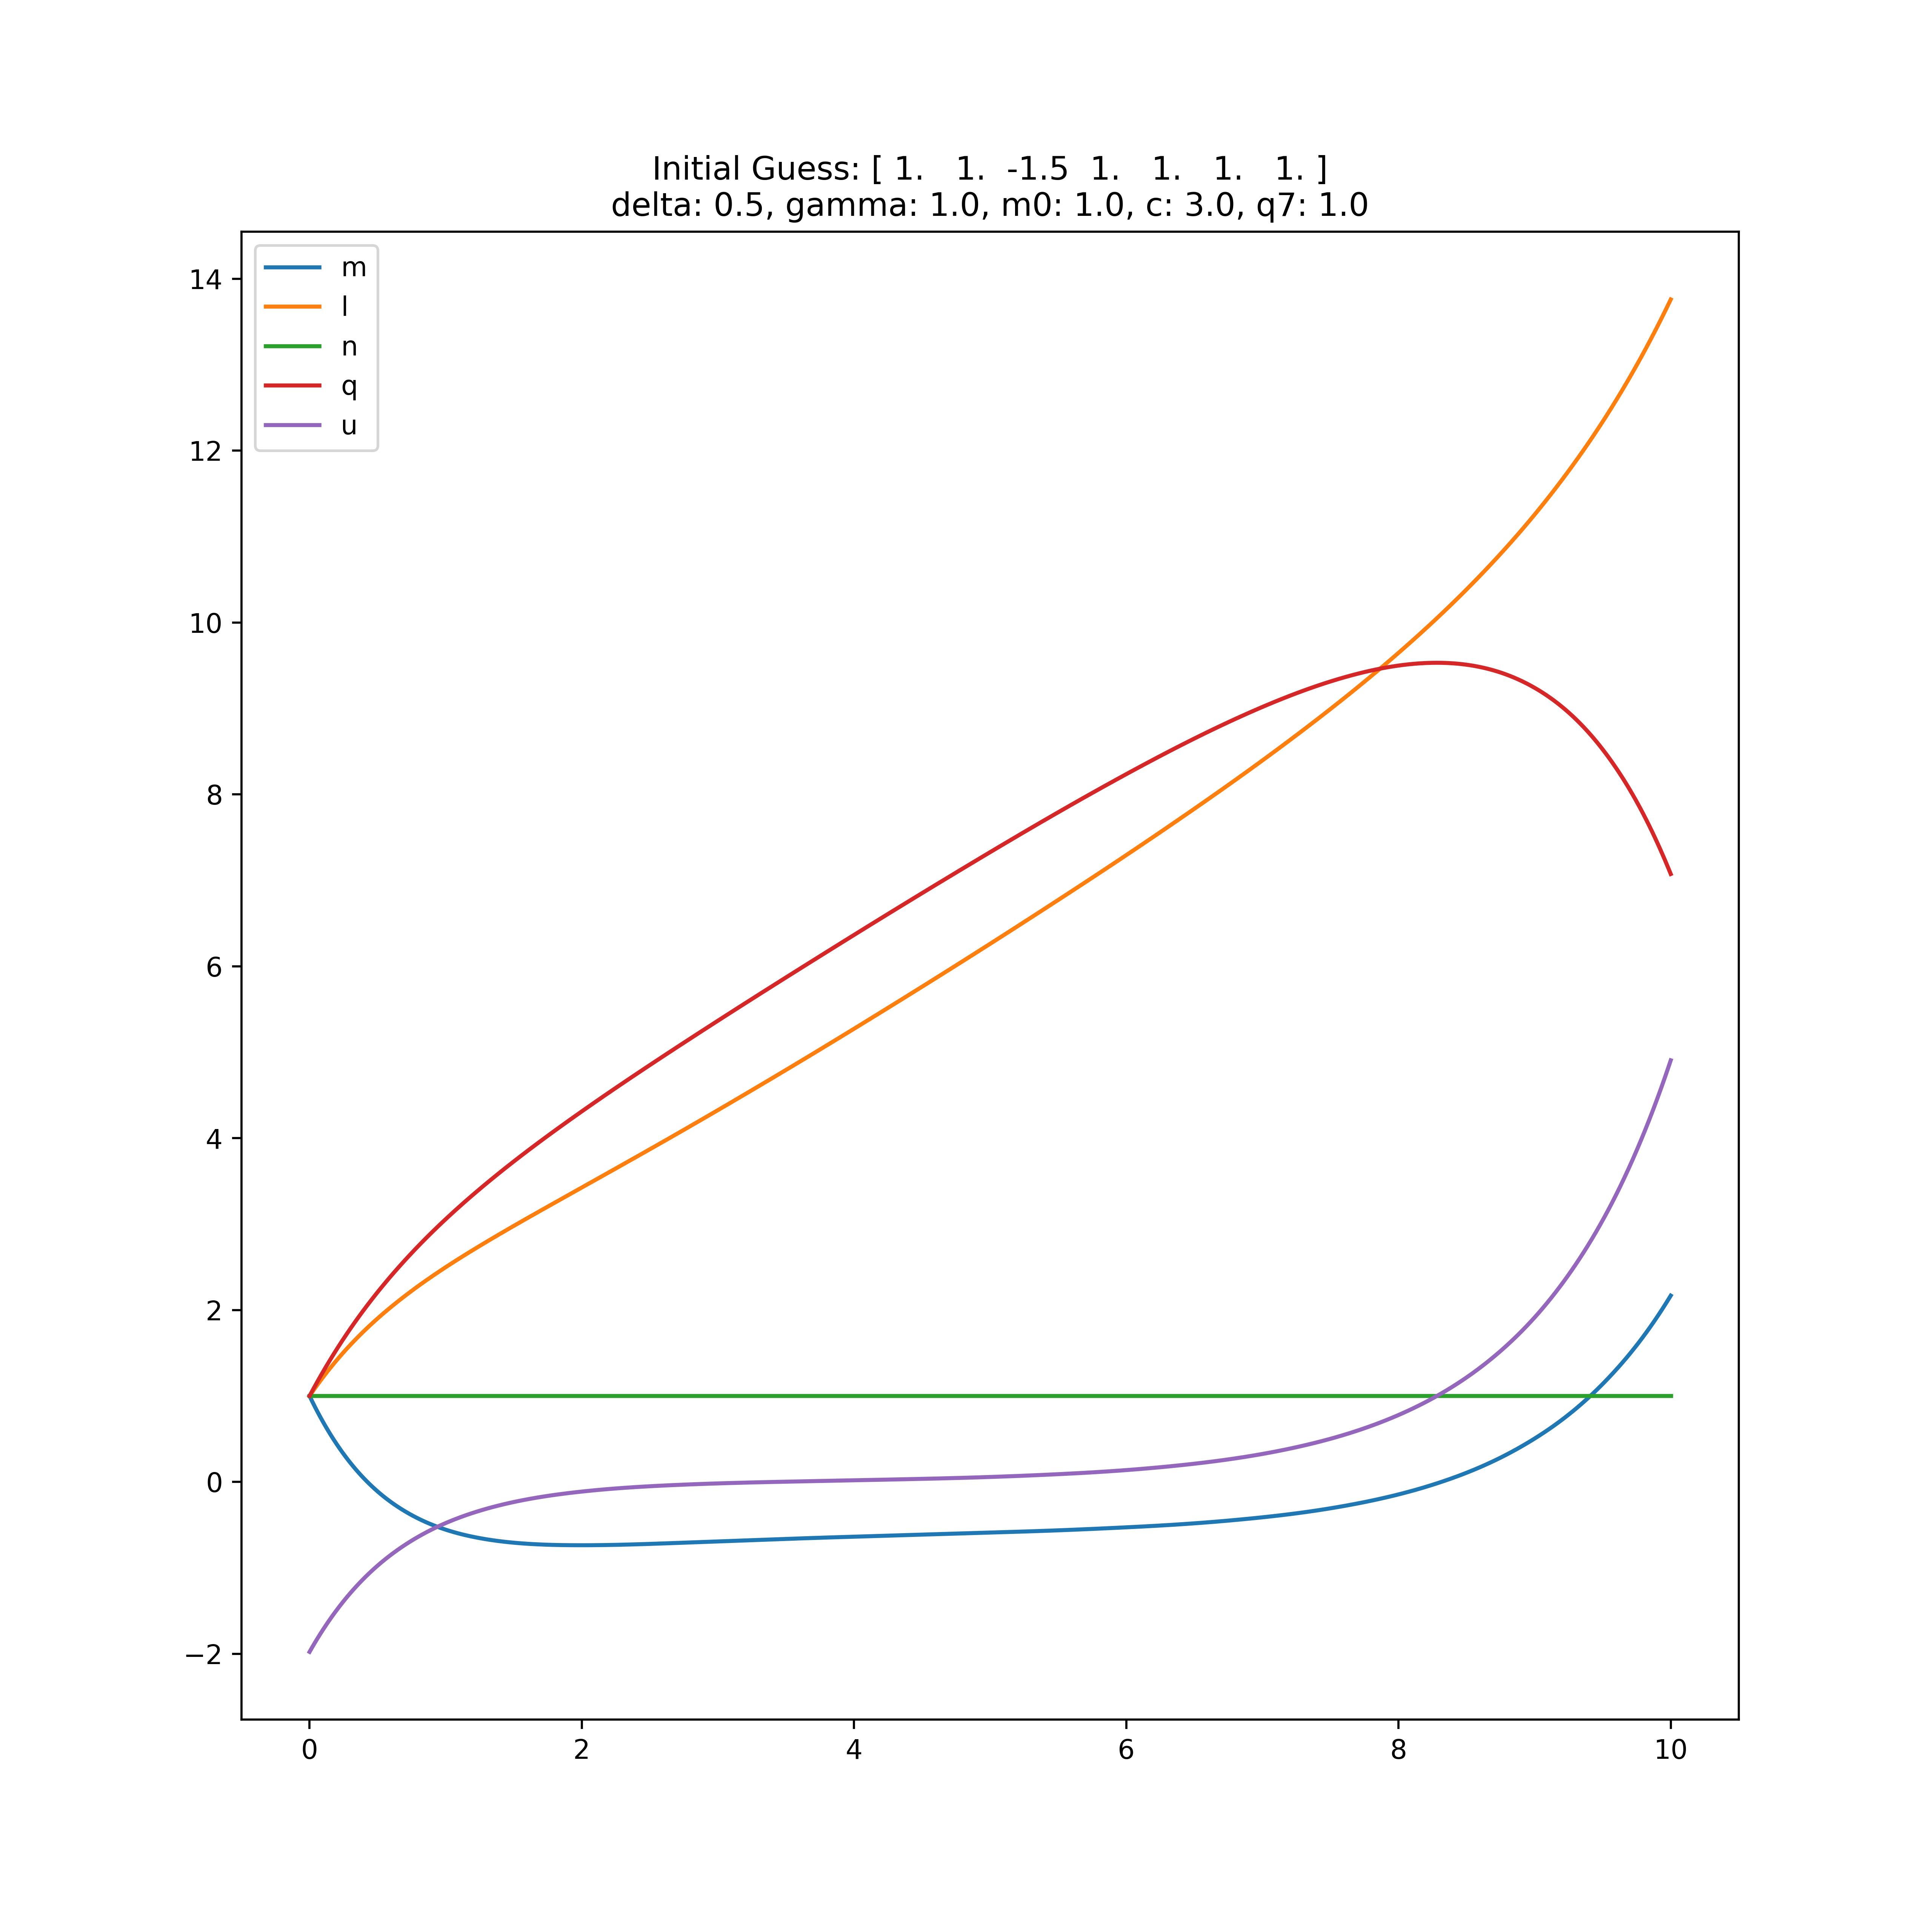 Initial Guess: [ 1. 1. -1.5 1. 1. 1. 1. ]
delta: 0.5, gamma: 1.0, m0: 1.0, c: 3.0, q7: 1.0
m
l
n
q
u
14
12
10
8
6
4
2
0
−2
0 2 4 6 8 10